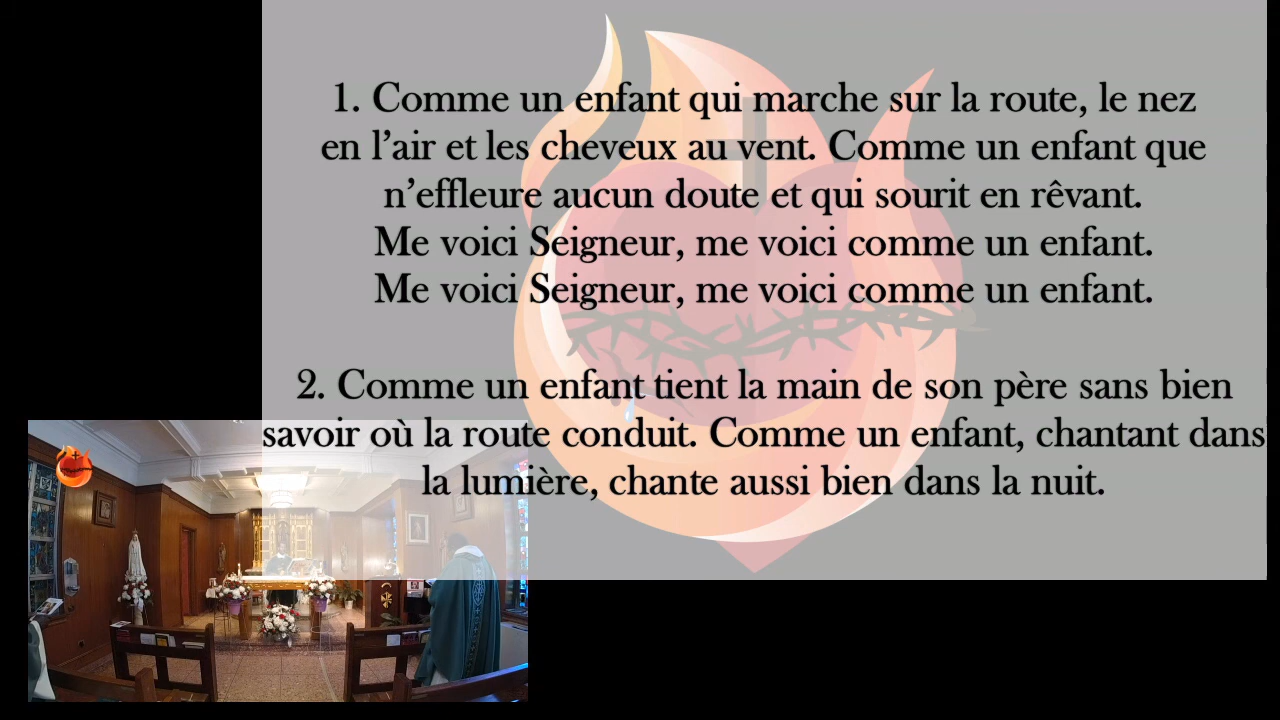 1. Comme un enfant qui marche sur la route, le nez
en l’air et les cheveux au vent. Comme un enfant que
n’effleure aucun doute et qui sourit en rêvant.
Me voici Seigneur, me voici comme un enfant.
Me voici Seigneur, me voici comme un enfant.
2. Comme un enfant tient la main de son père sans bien
savoir où la route conduit. Comme un enfant, chantant dans
la lumière, chante aussi bien dans la nuit.